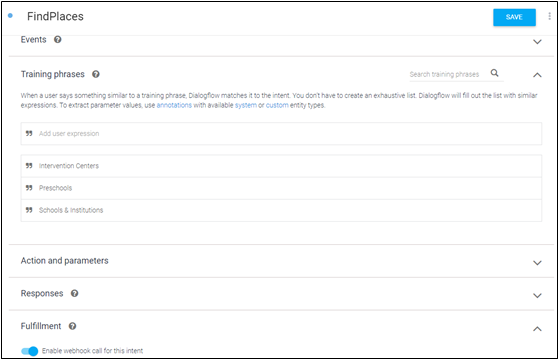 FindPlaces
SAVE
Events
Training phrases
Search training phrases
When a user says something similar to a training phrase, Dialogflow matches it to the intent. You don't have to create an exhaustive list. Dialogflow will fill out the list with similar
expressions. To extract parameter values, use annotations with available system or custom entity types.
Add user expression
Intervention Centers
Preschools
Schools & Institutions
Action and parameters
Responses
Fulfillment
Enable webhook call for this intent